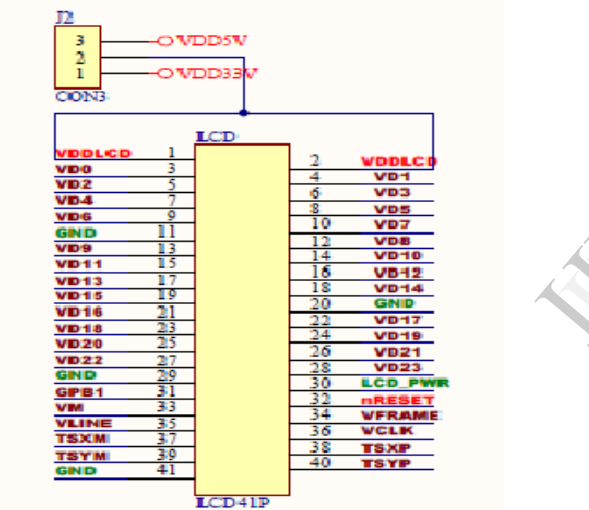 J2
3 VDD5V
2
1 VDD33V
CON3
LCD
VDDLCD 1
2 VDDLCD
VD0 3
4 VD1
VD2 5
6 VD3
VD4 7
8 VD5
VD6 9
10 VD7
GND 11
12 VD8
VD9 13
14 VD10
VD11 15
16 VD12
VD13 17
18 VD14
VD15 19
20 GND
VD16 21
22 VD17
VD18 23
24 VD19
VD20 25
26 VD21
VD22 27
28 VD23
GND 29
30 LCD_PWR
GPB1 31
32 nRESET
VM 33
34 VFRAME
VLINE 35
36 VCLK
TSXM 37
38 TSXP
TSYM 39
40 TSYP
GND 41
LCD41P